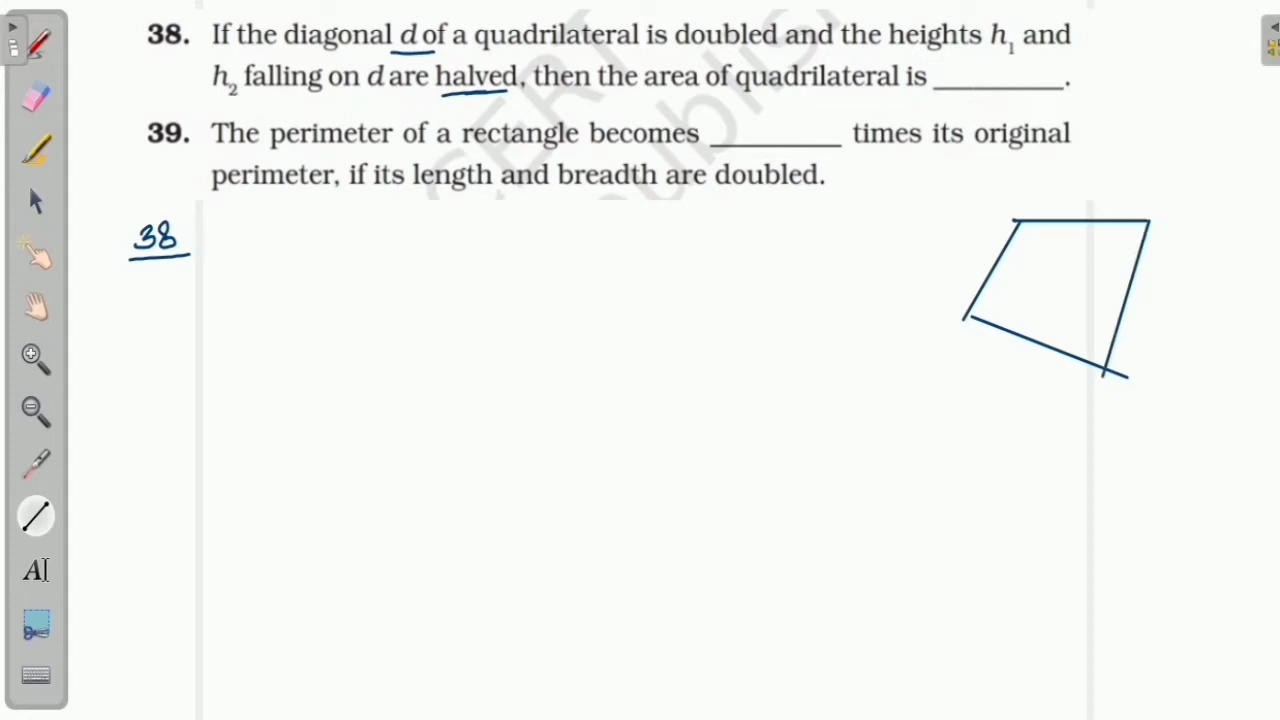 38. If the diagonal d of a quadrilateral is doubled and the heights h₁ and
h₂ falling on d are halved, then the area of quadrilateral is _________.
39. The perimeter of a rectangle becomes _________ times its original
perimeter, if its length and breadth are doubled.
38
A